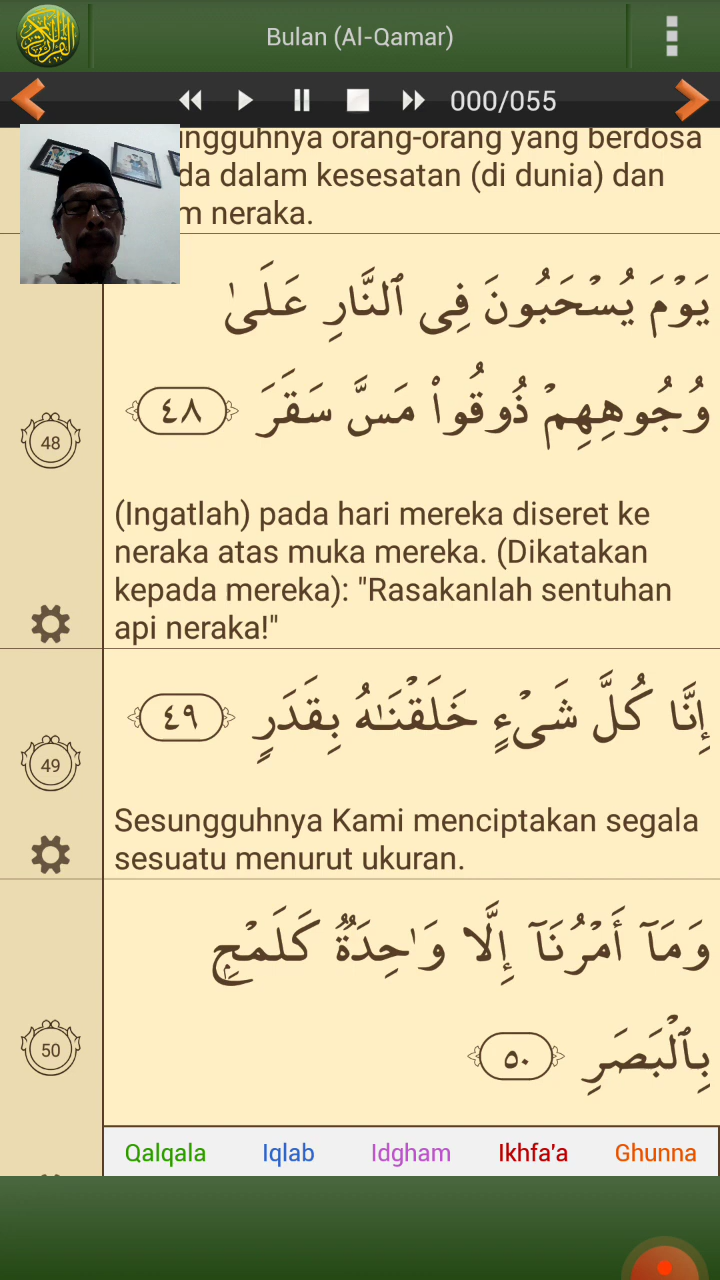 Bulan (Al-Qamar)
000/055
ngguhnya orang-orang yang berdosa
da dalam kesesatan (di dunia) dan
m neraka.
يَوْمَ يُسْحَبُونَ فِى ٱلنَّارِ عَلَىٰ
وُجُوهِهِمْ ذُوقُوا۟ مَسَّ سَقَرَ ٤٨
48
(Ingatlah) pada hari mereka diseret ke
neraka atas muka mereka. (Dikatakan
kepada mereka): "Rasakanlah sentuhan
api neraka!"
إِنَّا كُلَّ شَىْءٍ خَلَقْنَـٰهُ بِقَدَرٍ ٤٩
49
Sesungguhnya Kami menciptakan segala
sesuatu menurut ukuran.
وَمَآ أَمْرُنَآ إِلَّا وَٰحِدَةٌ كَلَمْحٍۭ
بِٱلْبَصَرِ ٥٠
50
Qalqala Iqlab Idgham Ikhfa'a Ghunna